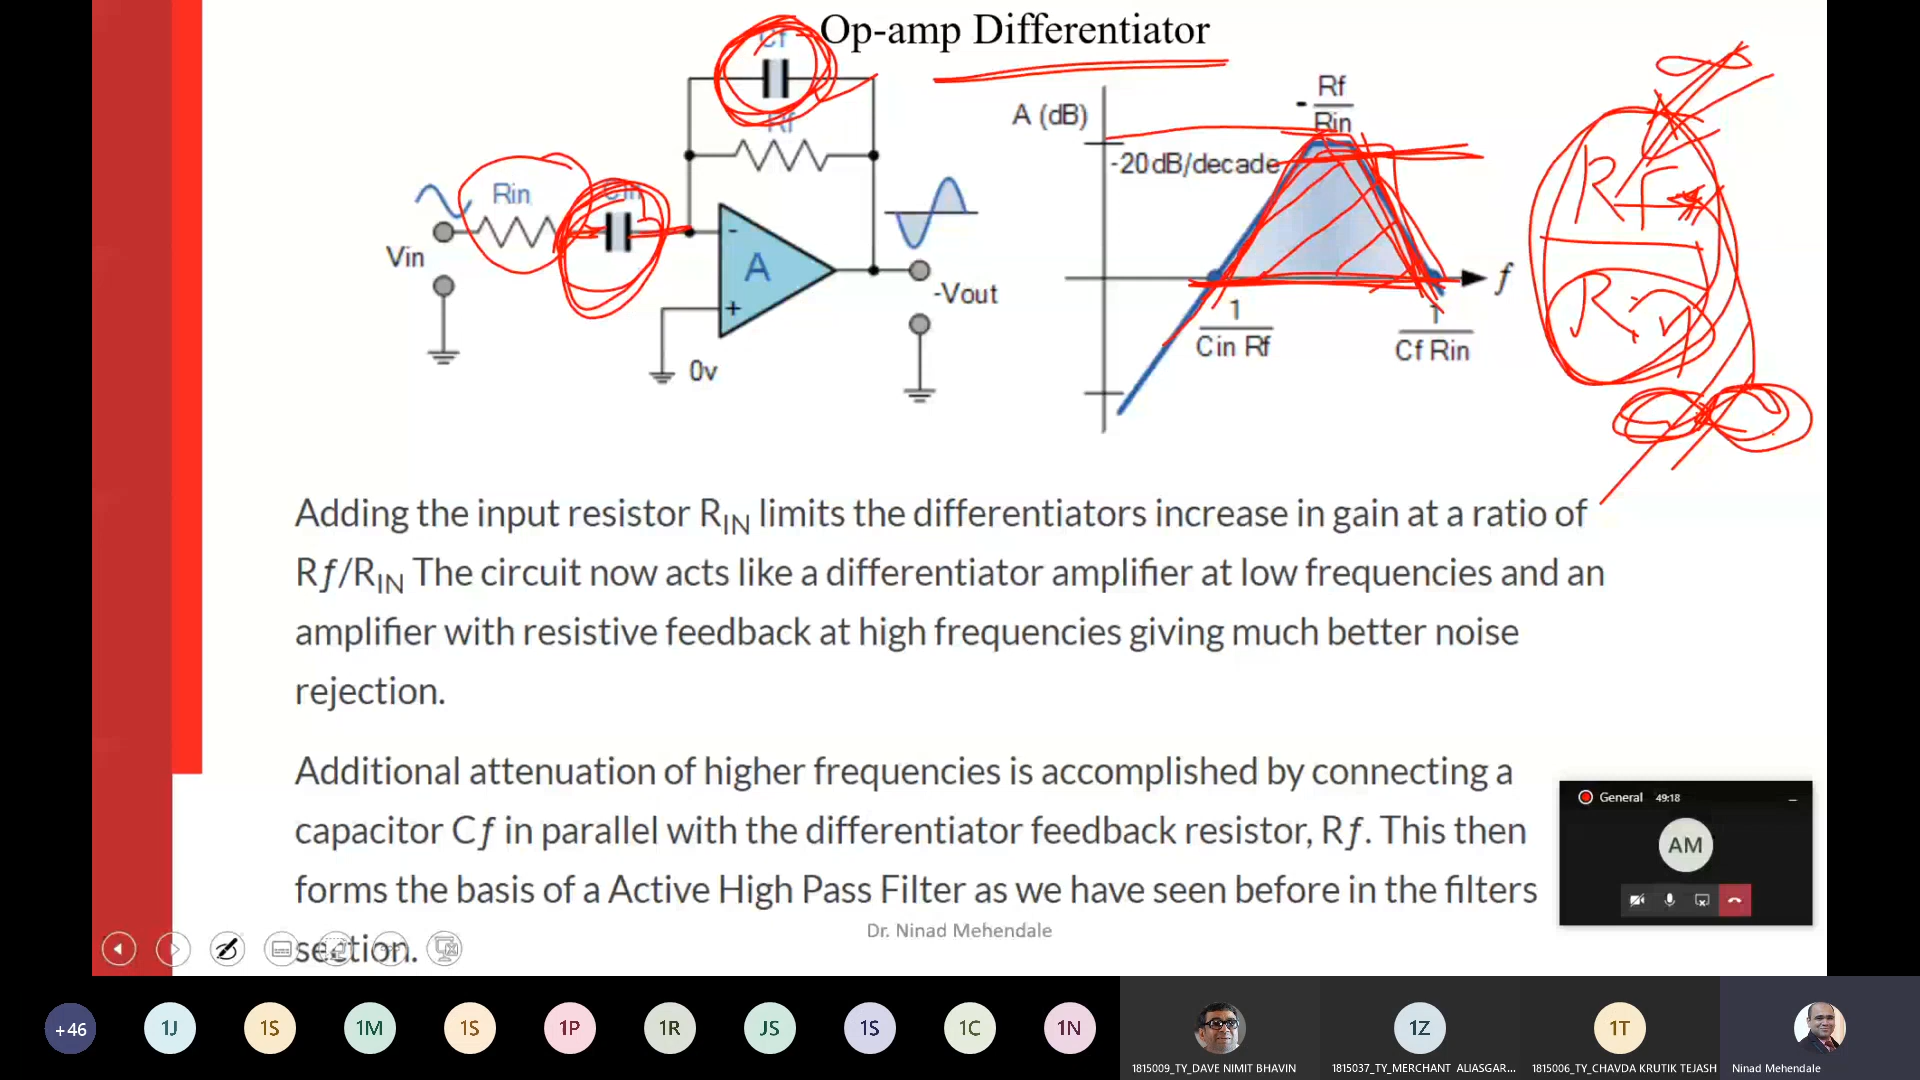 Op-amp Differentiator
Cf
Rf
Rin
Cin
Vin
A
-
+
0v
-Vout
A (dB)
-20dB/decade
- Rf
Rin
f
1
Cin Rf
1
Cf Rin
Rf
Rin
Adding the input resistor RIN limits the differentiators increase in gain at a ratio of
Rƒ/RIN The circuit now acts like a differentiator amplifier at low frequencies and an
amplifier with resistive feedback at high frequencies giving much better noise
rejection.
Additional attenuation of higher frequencies is accomplished by connecting a
capacitor Cƒ in parallel with the differentiator feedback resistor, Rƒ. This then
forms the basis of a Active High Pass Filter as we have seen before in the filters
section.
Dr. Ninad Mehendale
General 49:18
AM
+46
1J
1S
1M
1S
1P
1R
JS
1S
1C
1N
1Z
1T
1815009_TY_DAVE NIMIT BHAVIN
1815037_TY_MERCHANT ALIASGAR...
1815006_TY_CHAVDA KRUTIK TEJASH
Ninad Mehendale